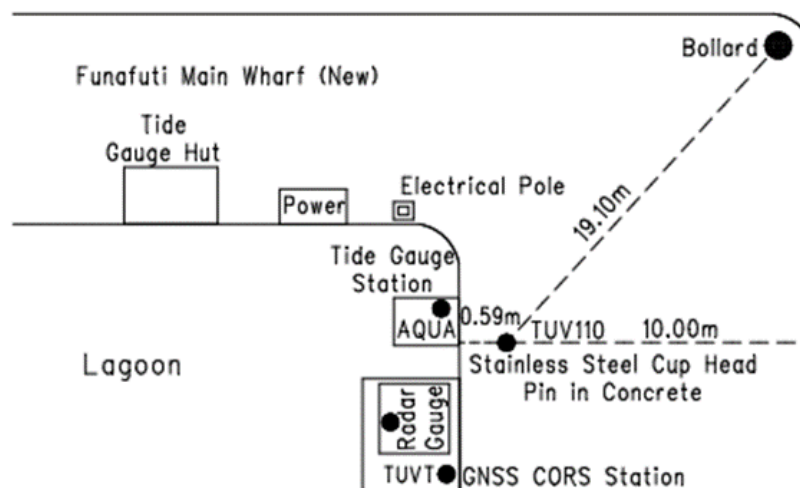 Bollard
Funafuti Main Wharf (New)
Tide
Gauge Hut
Electrical Pole
Power
19.10m
Tide Gauge
Station
0.59m
AQUA
TUV110
10.00m
Lagoon
Stainless Steel Cup Head
Pin in Concrete
Radar
Gauge
TUVT
GNSS CORS Station